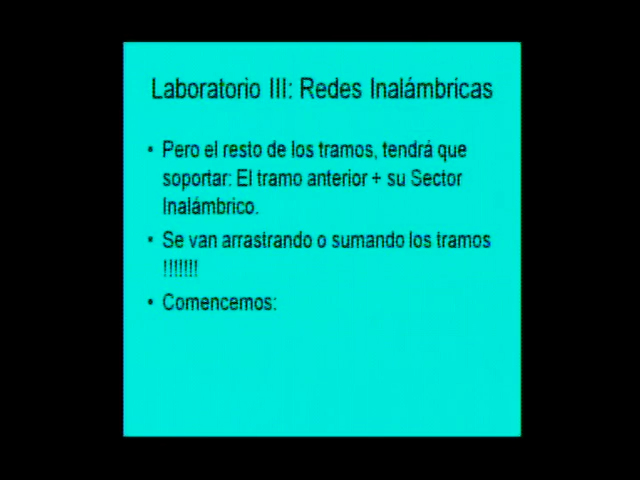 Laboratorio III: Redes Inalámbricas
• Pero el resto de los tramos, tendrá que
soportar: El tramo anterior + su Sector
Inalámbrico.
• Se van arrastrando o sumando los tramos
!!!!!!!
• Comencemos: